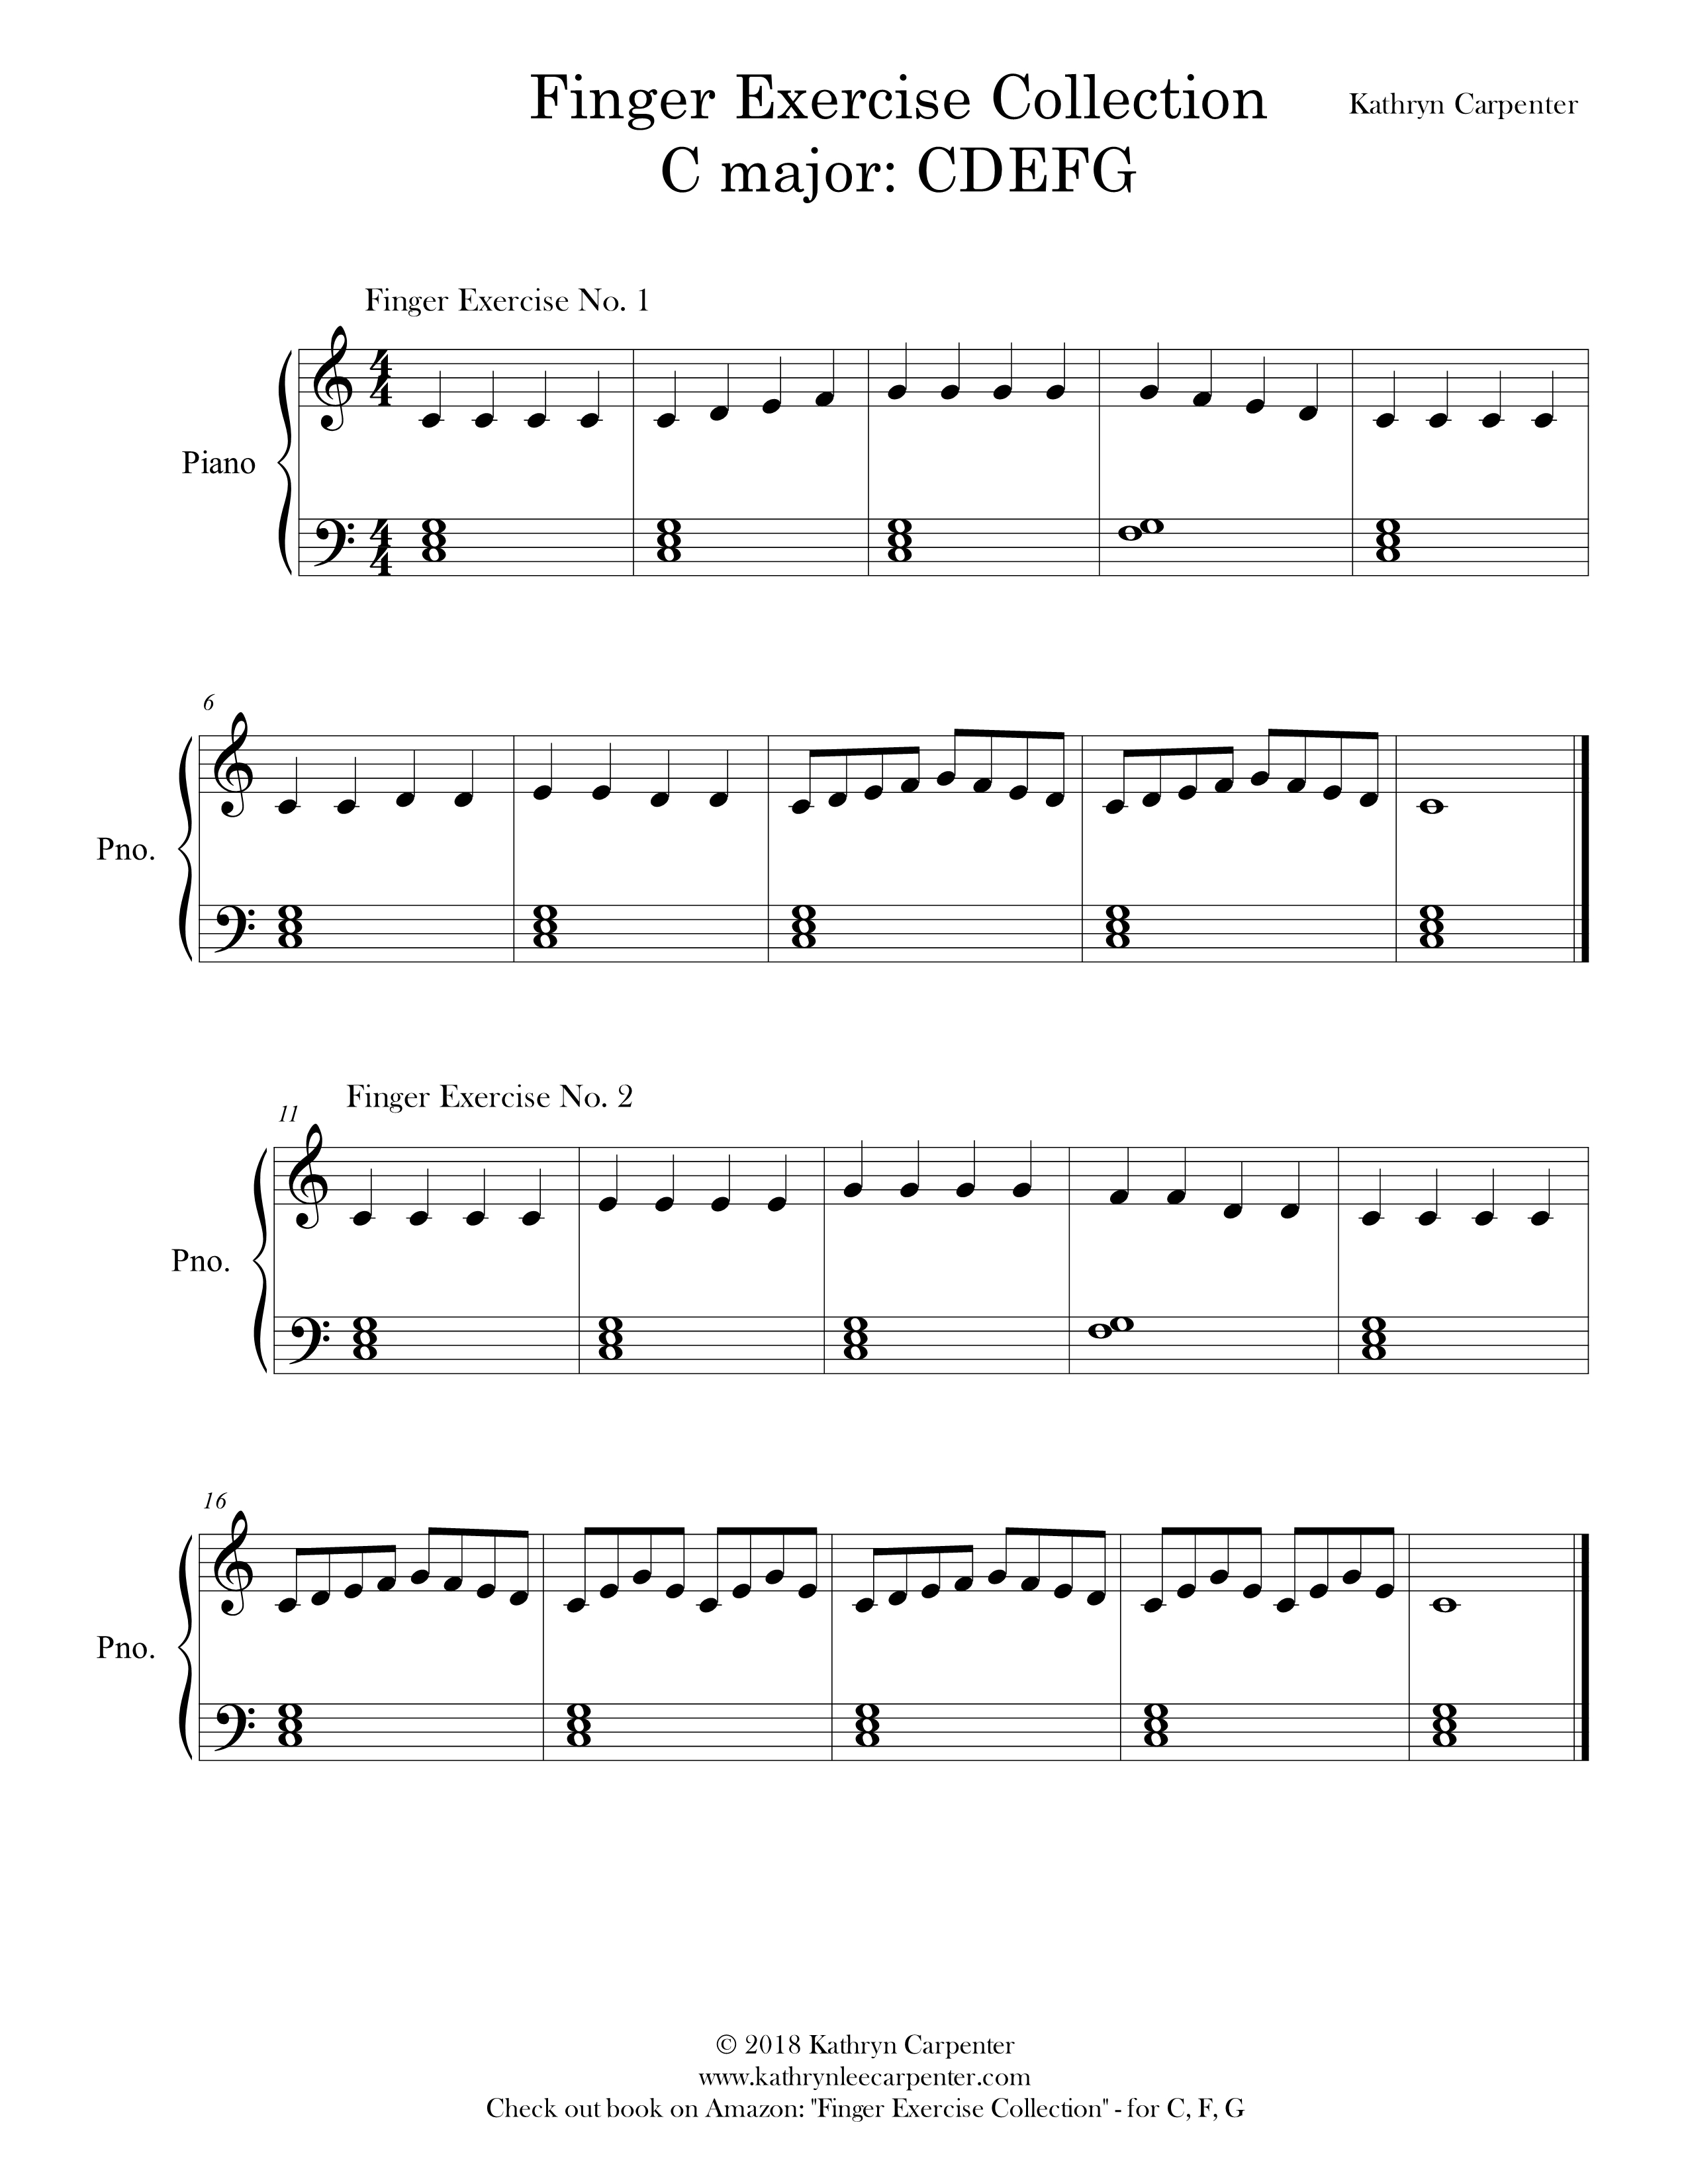 Finger Exercise Collection
Kathryn Carpenter
C major: CDEFG
Finger Exercise No. 1
4
4
Piano
4
4
6
Pno.
Finger Exercise No. 2
11
Pno.
16
Pno.
© 2018 Kathryn Carpenter
www.kathrynleecarpenter.com
Check out book on Amazon: "Finger Exercise Collection" - for C, F, G